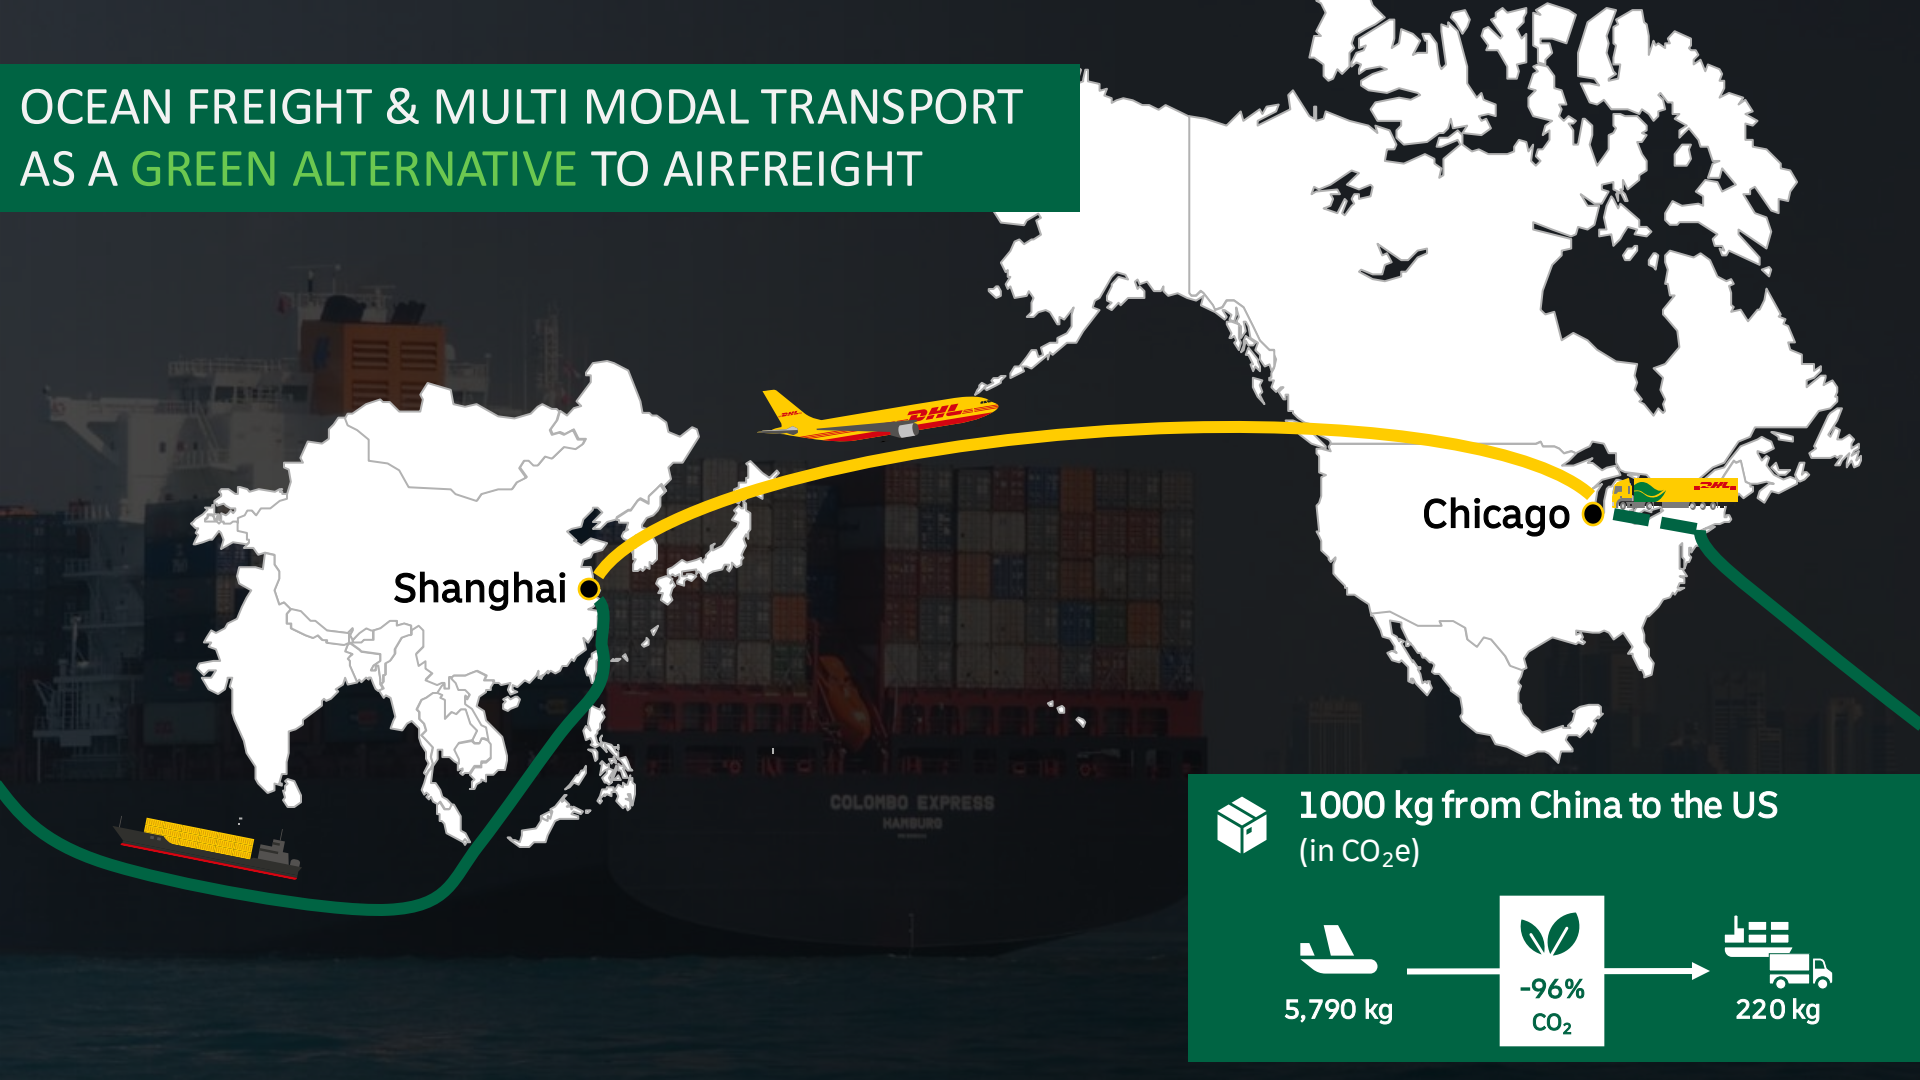 OCEAN FREIGHT & MULTI MODAL TRANSPORT
AS A GREEN ALTERNATIVE TO AIRFREIGHT
DHL
DHL
DHL
Chicago
Shanghai
COLOMBO EXPRESS
HAMBURG
1000 kg from China to the US
(in CO₂e)
-96%
CO₂
5,790 kg
220 kg